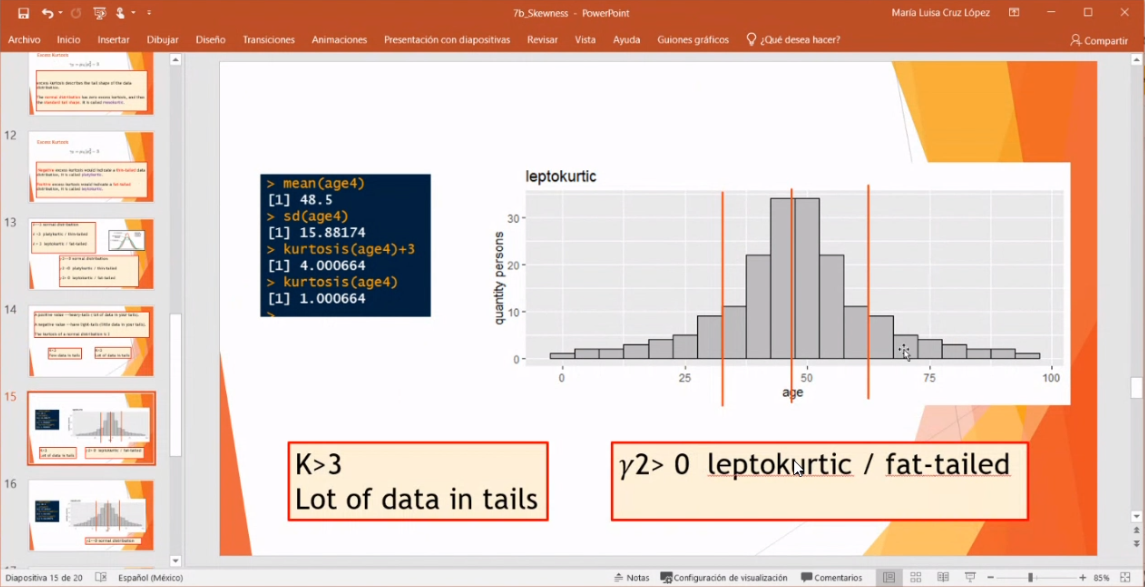 7b_Skewness - PowerPoint
María Luisa Cruz López
Archivo Inicio Insertar Dibujar Diseño Transiciones Animaciones Presentación con diapositivas Revisar Vista Ayuda Guiones gráficos ¿Qué desea hacer? Compartir
12
13
14
15
16
> mean(age4)
[1] 48.5
> sd(age4)
[1] 15.88174
> kurtosis(age4)+3
[1] 4.000664
> kurtosis(age4)
[1] 1.000664
>
leptokurtic
quantity persons
30
20
10
0
0 25 50 75 100
age
K>3
Lot of data in tails
γ2> 0 leptokurtic / fat-tailed
Diapositiva 15 de 20 Español (México) Notas Configuración de visualización Comentarios 85%